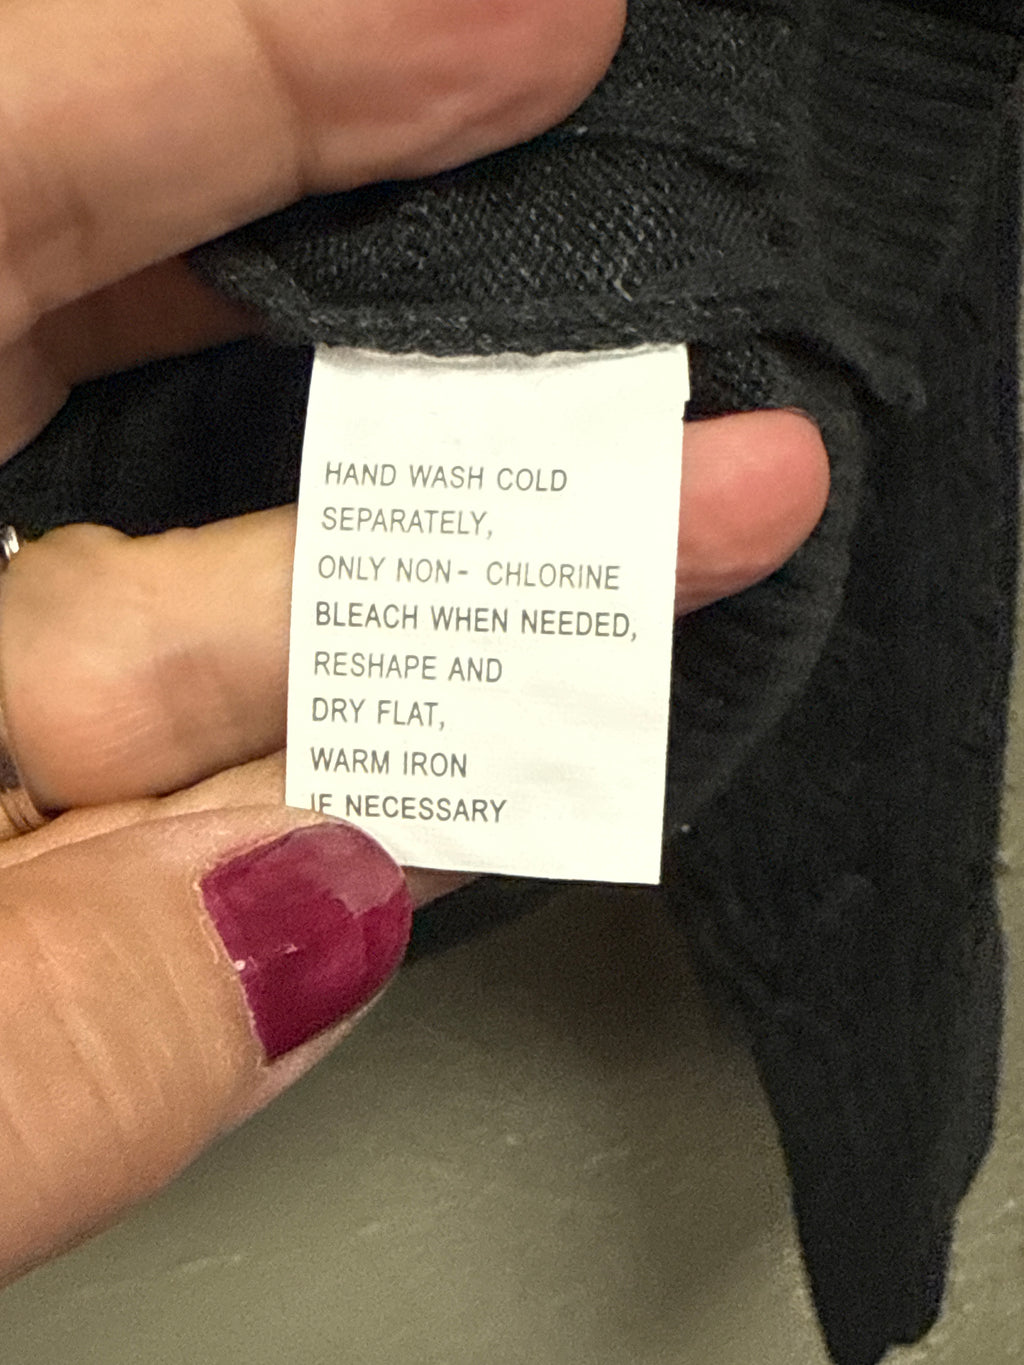 HAND WASH COLD
SEPARATELY,
ONLY NON- CHLORINE
BLEACH WHEN NEEDED,
RESHAPE AND
DRY FLAT,
WARM IRON
IF NECESSARY